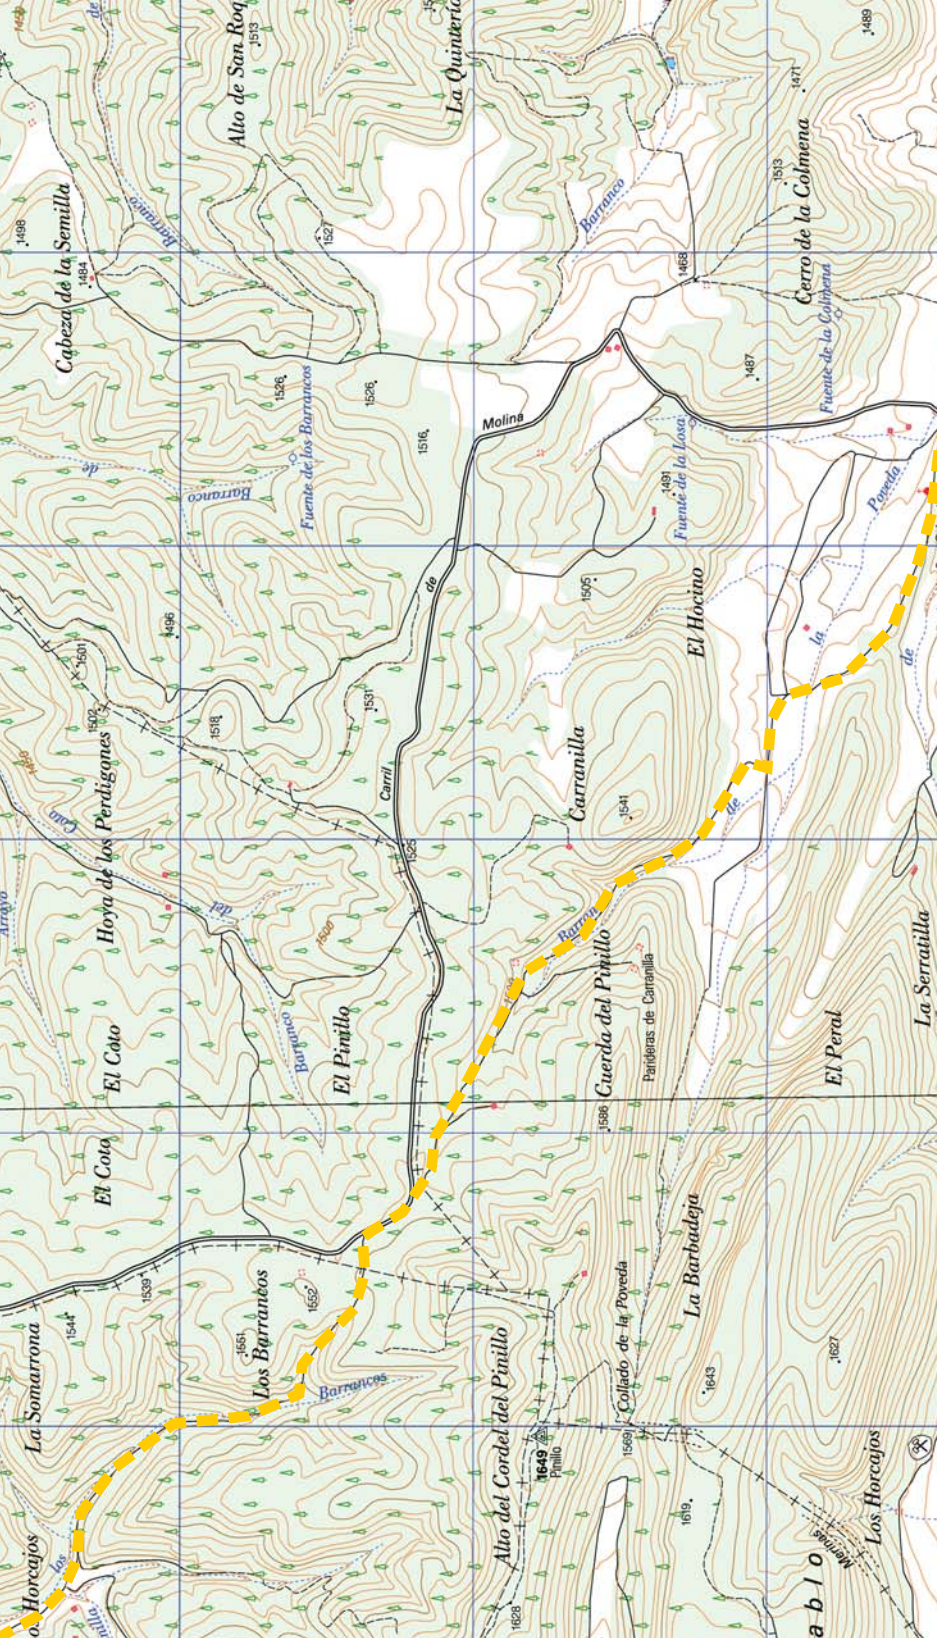 1513
Alto de San Roq
La Quintería
1489
1471
1513
Cerro de la Colmena
Barranco
1498
Cabeza de la Semilla
1484
Barranco
1527
1468
Fuente de la Colmena
1487
1526
1526
Fuente de los Barrancos
1516
Molina
de
Barranco
1491
Fuente de la Losa
Poveda
la
de
de
1505
El Hocino
1496
1501
1502
1518
1531
Hoya de los Perdigones
Coto
del
Arroyo
1500
Carril
1525
Carranilla
1541
de
Barran
Cuerda del Pinillo
Parideras de Carranilla
La Serratilla
El Peral
El Coto
Barranco
El Pinillo
1586
El Coto
La Barbadeja
1539
1544
La Somarrona
1551
1552
Los Barrancos
Barrancos
Alto del Cordel del Pinillo
Collado de la Poveda
1643
1627
1649
Pinillo
1569
1619
1628
Los Horcajos
Merinas
ablo
Horcajos
los
nilla